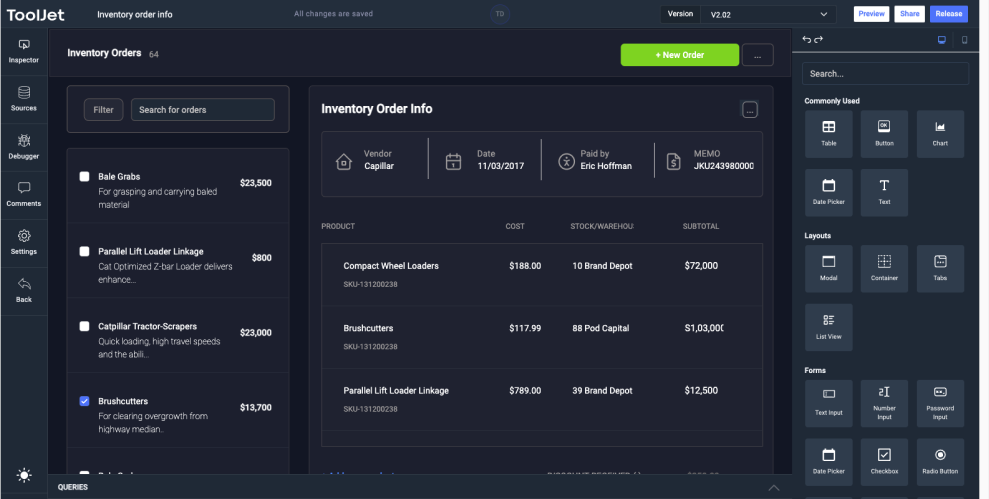 ToolJet
Inventory order info
All changes are saved
TD
Version
V2.02
Preview
Share
Release
Inspector
Sources
Debugger
Comments
Settings
Back
Inventory Orders 64
+ New Order
...
Filter
Search for orders
Bale Grabs
For grasping and carrying baled
material
$23,500
Parallel Lift Loader Linkage
Cat Optimized Z-bar Loader delivers
enhance...
$800
Catpillar Tractor-Scrapers
Quick loading, high travel speeds
and the abili..
$23,000
Brushcutters
For clearing overgrowth from
highway median..
$13,700
Inventory Order Info
...
Vendor
Capillar
Date
11/03/2017
Paid by
Eric Hoffman
MEMO
JKU243980000
PRODUCT COST STOCK/WAREHOU SUBTOTAL
Compact Wheel Loaders $188.00 10 Brand Depot $72,000
SKU-131200238
Brushcutters $117.99 88 Pod Capital S1,03,00
SKU-131200238
Parallel Lift Loader Linkage $789.00 39 Brand Depot $12,500
SKU-131200238
QUERIES
Search...
Commonly Used
Table
OK
Button
Chart
Date Picker
T
Text
Layouts
Modal
Container
Tabs
List View
Forms
Text Input
Number
Input
Password
Input
Date Picker
Checkbox
Radio Button